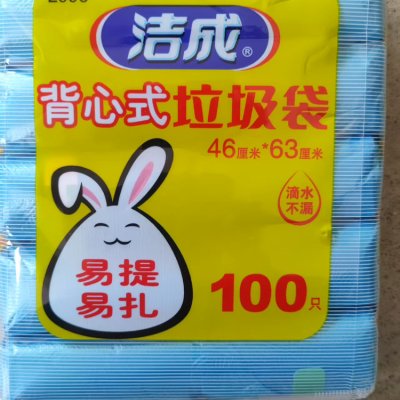 洁成®
背心式垃圾袋
46厘米*63厘米
滴水
不漏
易提
易扎
100只